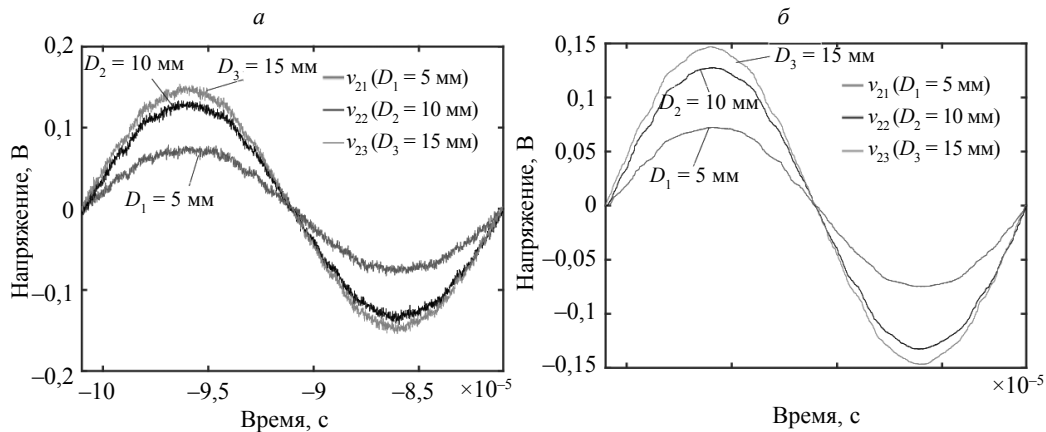 а
0,2
0,1
0
–0,1
–0,2
Напряжение, В
D₂ = 10 мм
D₃ = 15 мм
D₁ = 5 мм
v₂₁ (D₁ = 5 мм)
v₂₂ (D₂ = 10 мм)
v₂₃ (D₃ = 15 мм)
–10 –9,5 –9 –8,5 ×10⁻⁵
Время, с
б
0,15
0,1
0,05
0
–0,05
–0,1
–0,15
Напряжение, В
D₃ = 15 мм
D₂ = 10 мм
D₁ = 5 мм
v₂₁ (D₁ = 5 мм)
v₂₂ (D₂ = 10 мм)
v₂₃ (D₃ = 15 мм)
×10⁻⁵
Время, с